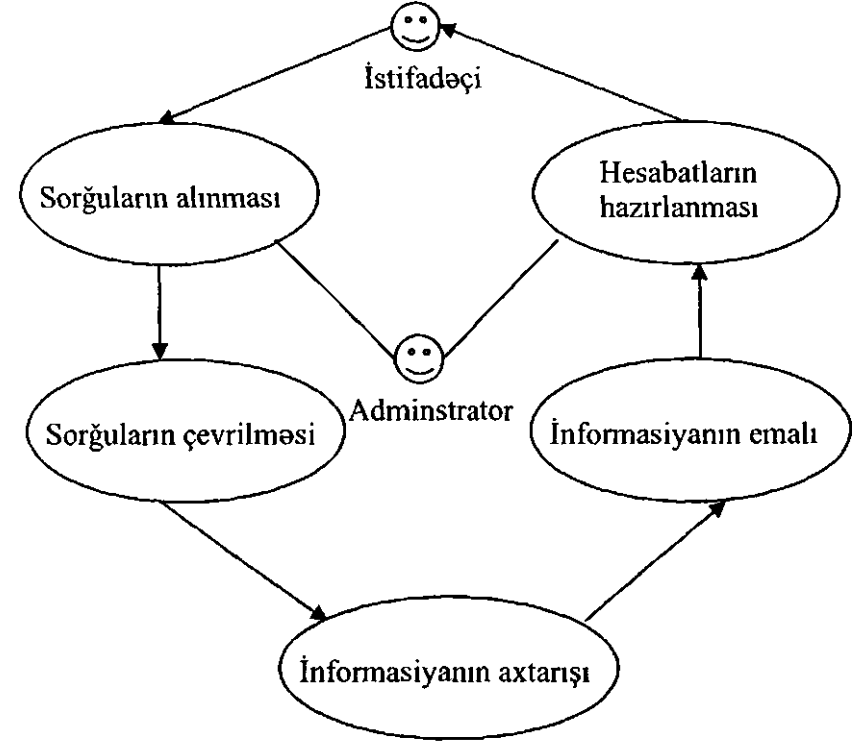 İstifadəçi
Sorğuların alınması
Hesabatların
hazırlanması
Adminstrator
Sorğuların çevrilməsi
İnformasiyanın emalı
İnformasiyanın axtarışı